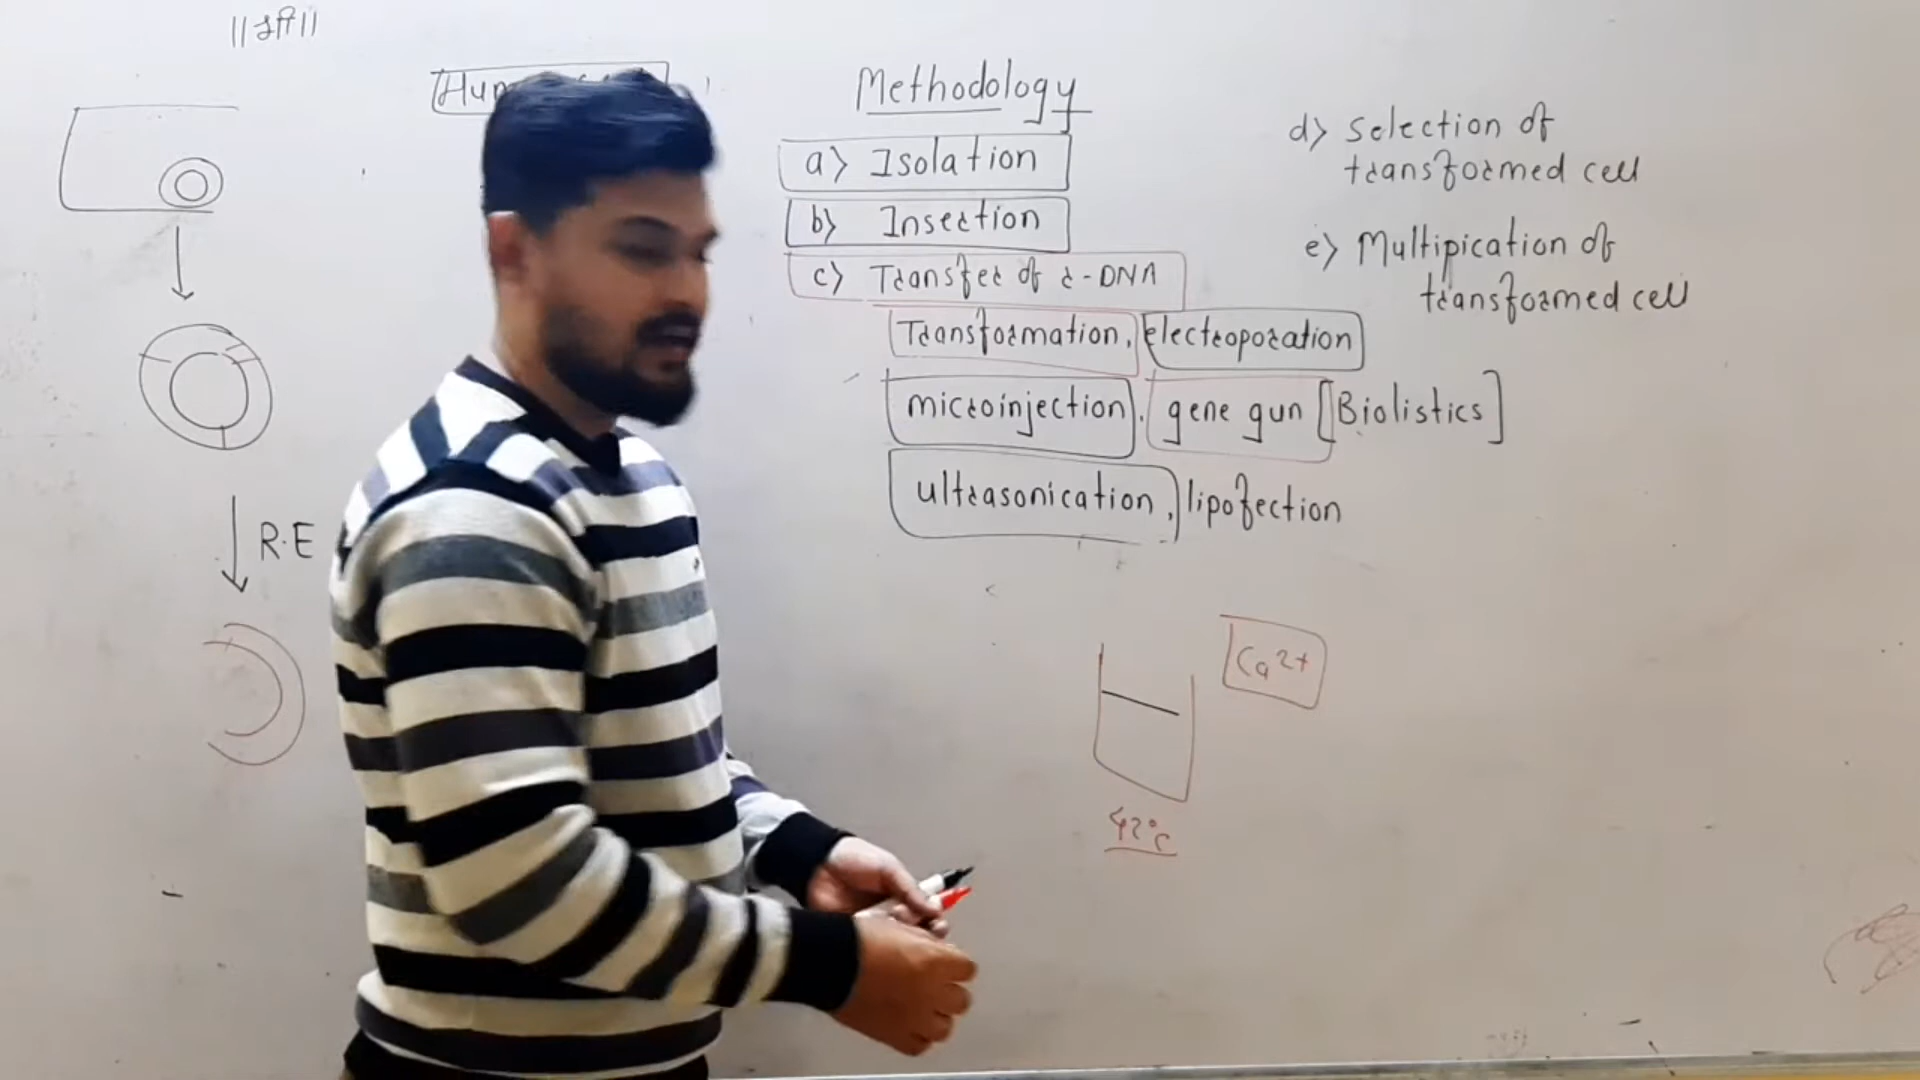 || श्री ||
Methodology
a) Isolation
b) Insertion
c) Transfer of r-DNA
Transformation, electroporation
microinjection, gene gun [Biolistics]
ultrasonication, lipofection
d) Selection of
transformed cell
e) Multipication of
transformed cell
R.E
Ca2+
42°C